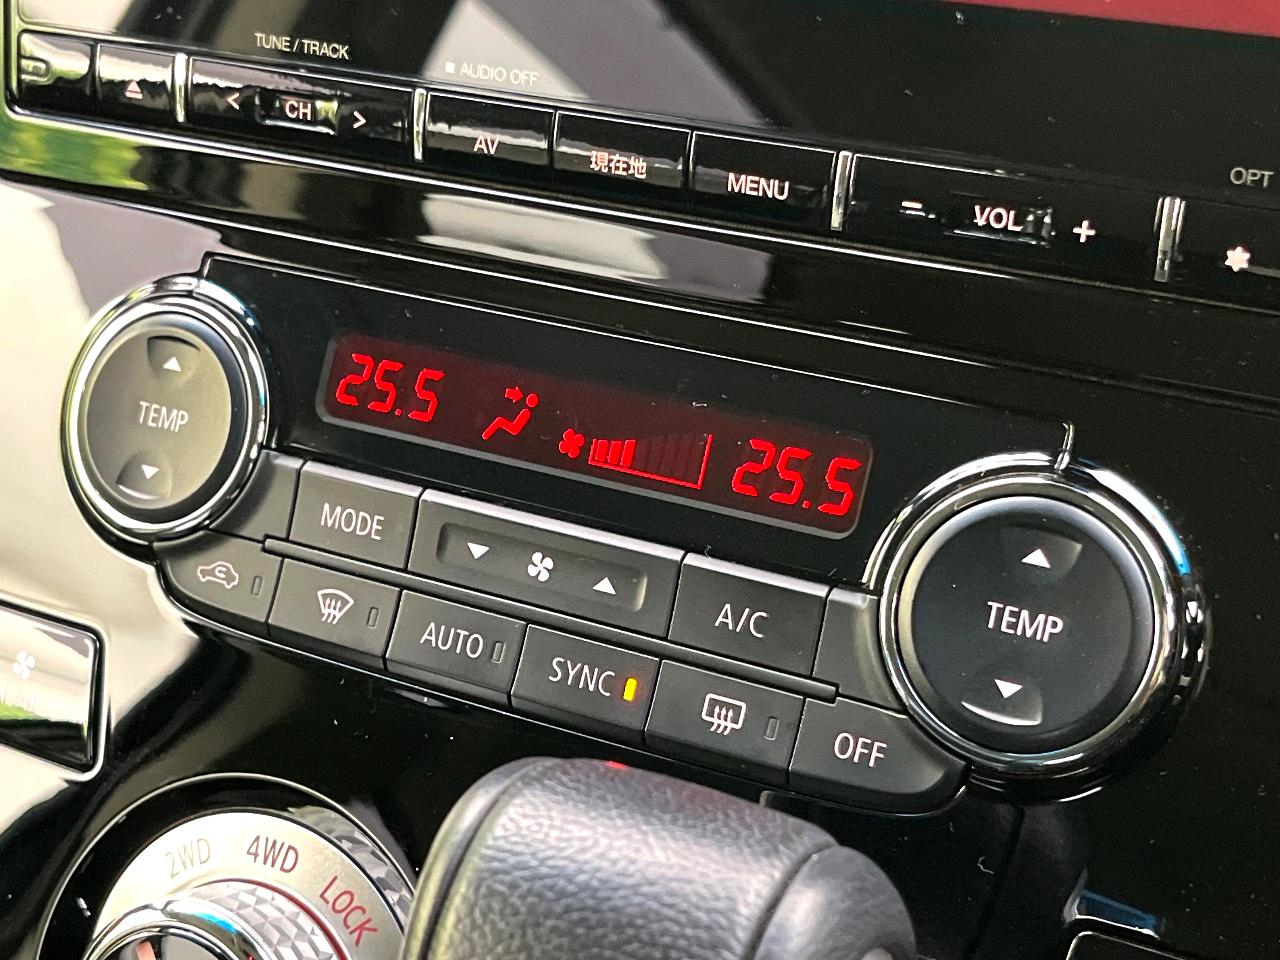 TUNE / TRACK
AUDIO OFF
CH
AV
現在地
MENU
VOL
OPT
TEMP
25.5
25.5
MODE
A/C
TEMP
AUTO
SYNC
OFF
2WD
4WD
LOCK